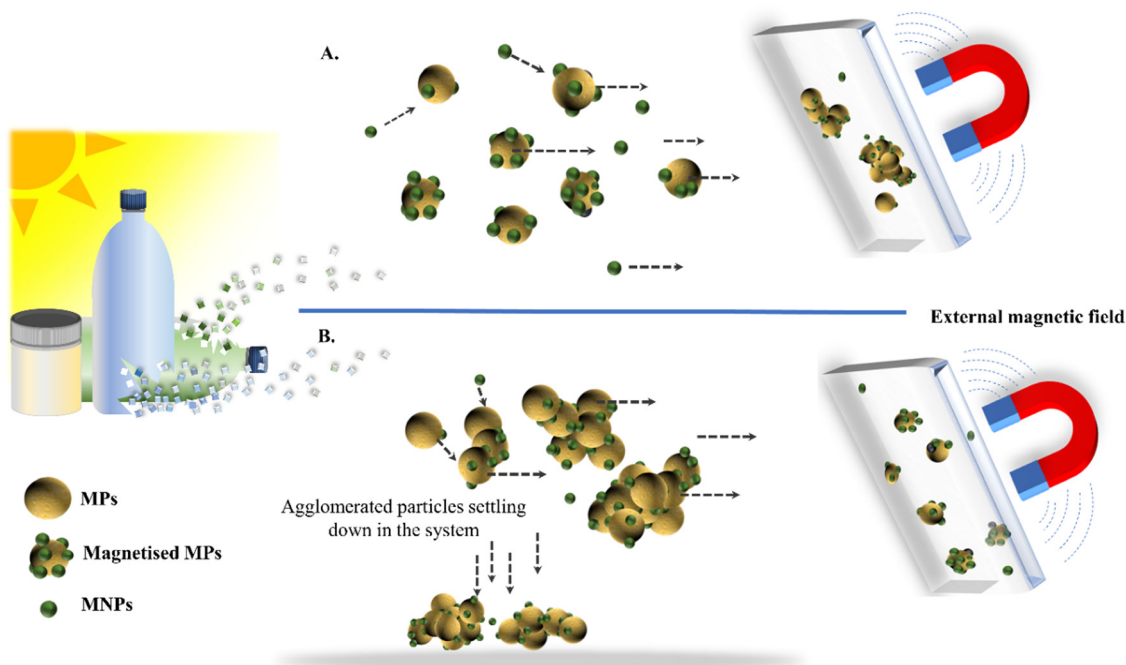 A.
External magnetic field
B.
Agglomerated particles settling
down in the system
MPs
Magnetised MPs
MNPs